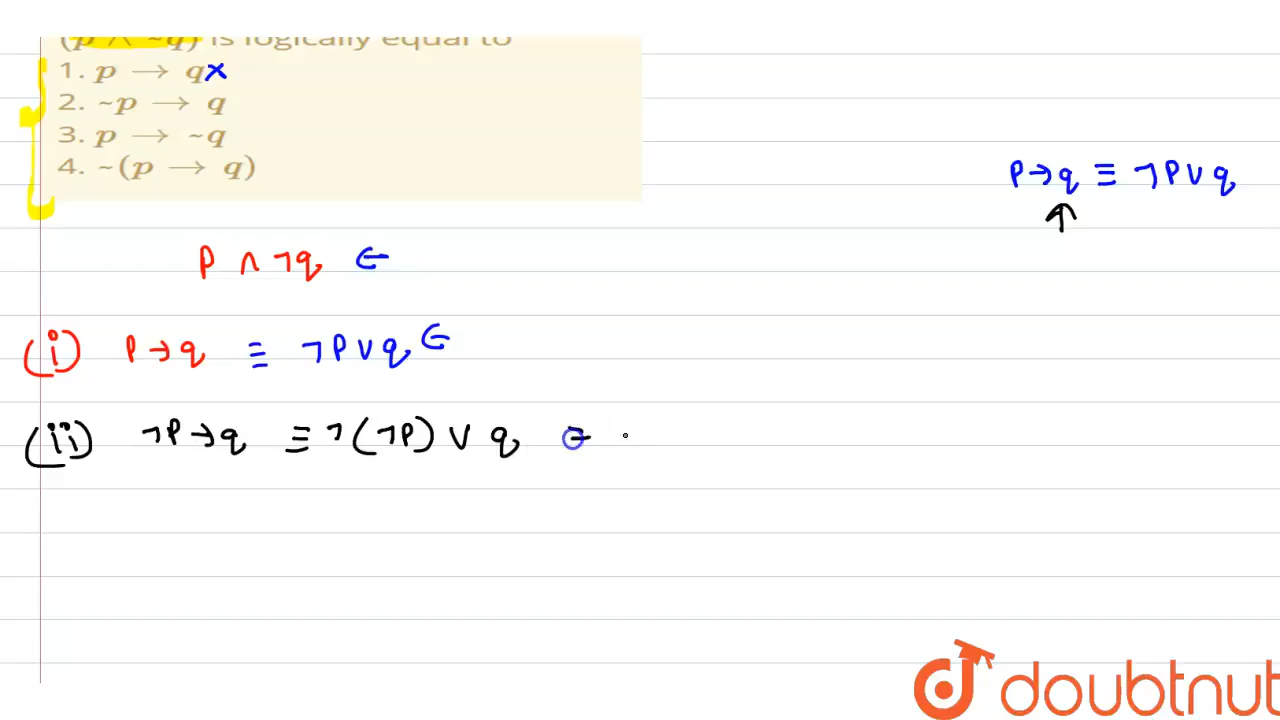 (p ∧ ~q) is logically equal to
1. p → q×
2. ~p → q
3. p → ~q
4. ~(p → q)
P→q ≡ ¬P∨q
P ∧ ¬q ∈
(i) P→q ≡ ¬P∨q ∈
(ii) ¬P→q ≡ ¬(¬P) ∨ q =
doubtnut